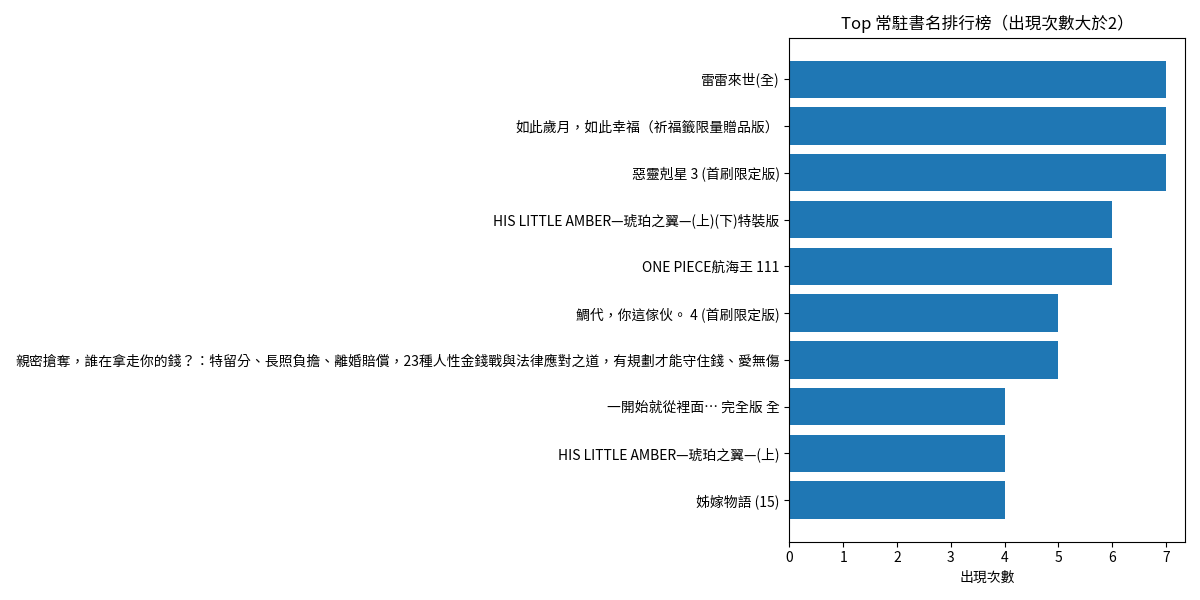 Top 常駐書名排行榜（出現次數大於2）
雷雷來世(全)
如此歲月，如此幸福（祈福籤限量贈品版）
惡靈剋星 3 (首刷限定版)
HIS LITTLE AMBER—琥珀之翼—(上)(下)特裝版
ONE PIECE航海王 111
鯛代，你這傢伙。 4 (首刷限定版)
親密搶奪，誰在拿走你的錢？：特留分、長照負擔、離婚賠償，23種人性金錢戰與法律應對之道，有規劃才能守住錢、愛無傷
一開始就從裡面… 完全版 全
HIS LITTLE AMBER—琥珀之翼—(上)
姊嫁物語 (15)
0 1 2 3 4 5 6 7
出現次數